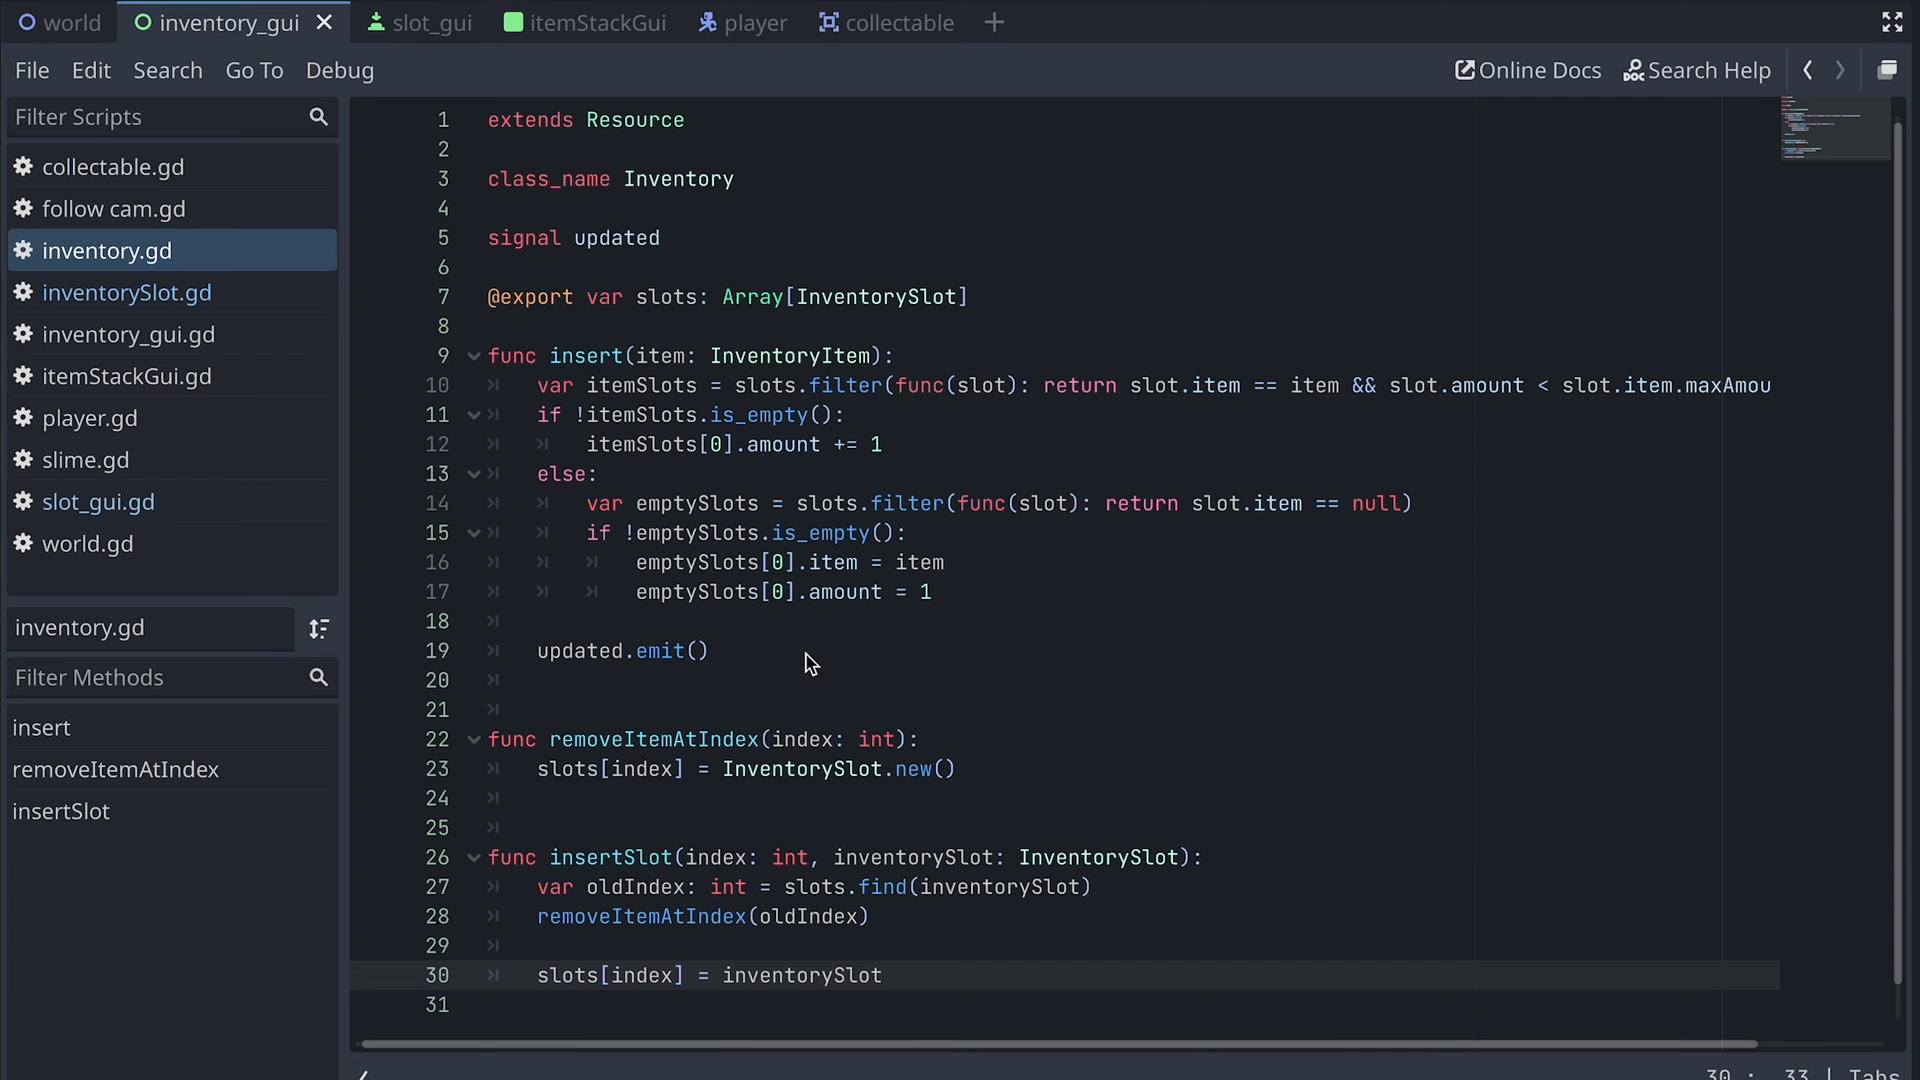 world
inventory_gui
slot_gui
itemStackGui
player
collectable
File Edit Search Go To Debug
Online Docs
Search Help
Filter Scripts
collectable.gd
follow cam.gd
inventory.gd
inventorySlot.gd
inventory_gui.gd
itemStackGui.gd
player.gd
slime.gd
slot_gui.gd
world.gd
inventory.gd
Filter Methods
insert
removeItemAtIndex
insertSlot
1 extends Resource
2
3 class_name Inventory
4
5 signal updated
6
7 @export var slots: Array[InventorySlot]
8
9 func insert(item: InventoryItem):
10 var itemSlots = slots.filter(func(slot): return slot.item == item && slot.amount < slot.item.maxAmou
11 if !itemSlots.is_empty():
12 itemSlots[0].amount += 1
13 else:
14 var emptySlots = slots.filter(func(slot): return slot.item == null)
15 if !emptySlots.is_empty():
16 emptySlots[0].item = item
17 emptySlots[0].amount = 1
18
19 updated.emit()
20
21
22 func removeItemAtIndex(index: int):
23 slots[index] = InventorySlot.new()
24
25
26 func insertSlot(index: int, inventorySlot: InventorySlot):
27 var oldIndex: int = slots.find(inventorySlot)
28 removeItemAtIndex(oldIndex)
29
30 slots[index] = inventorySlot
31
30 : 33 | Tabs